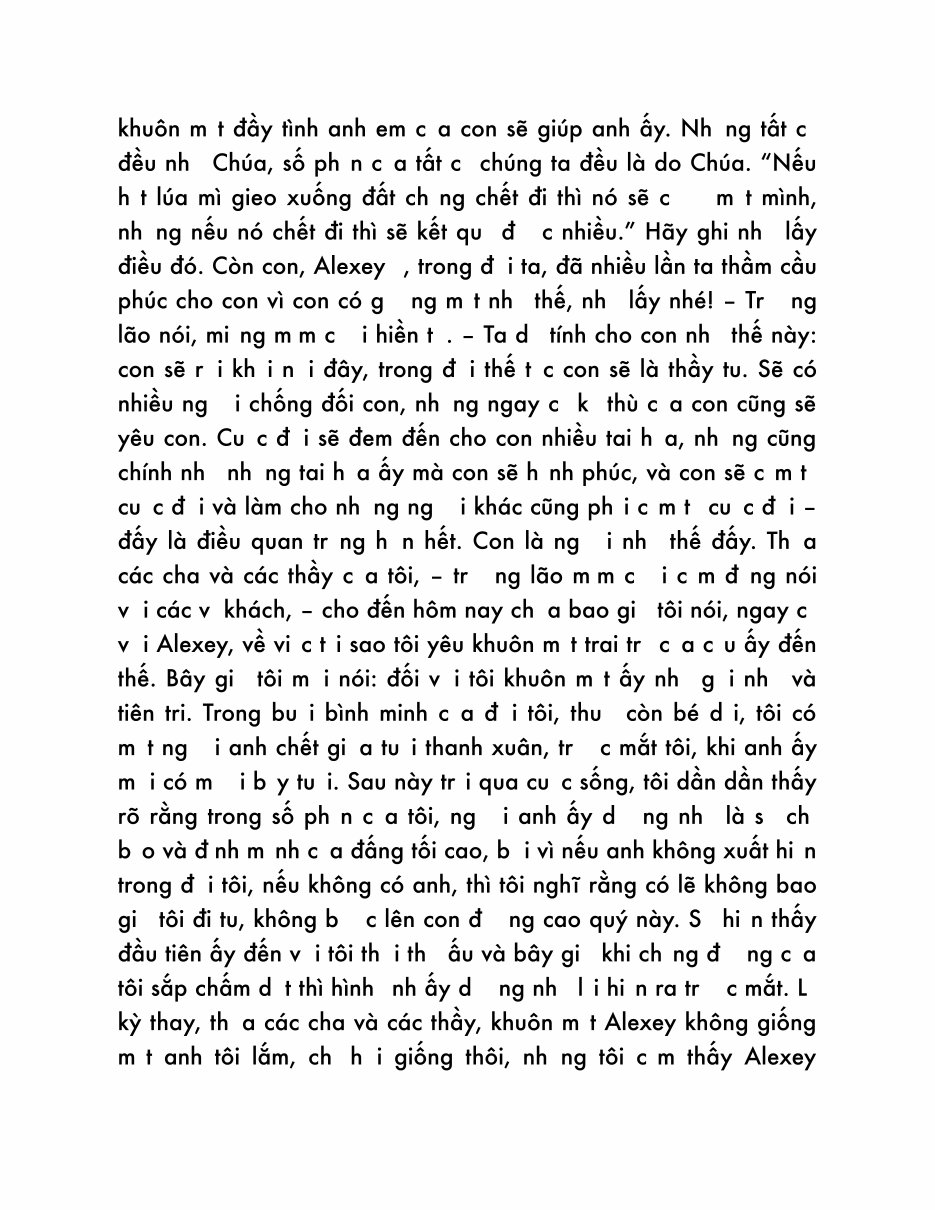 khuôn m t đầy tình anh em c a con sẽ giúp anh ấy. Nh ng tất c
đều nh Chúa, số ph n c a tất c chúng ta đều là do Chúa. “Nếu
h t lúa mì gieo xuống đất ch ng chết đi thì nó sẽ c m t mình,
nh ng nếu nó chết đi thì sẽ kết qu đ c nhiều.” Hãy ghi nh lấy
điều đó. Còn con, Alexey , trong đ i ta, đã nhiều lần ta thầm cầu
phúc cho con vì con có g ng m t nh thế, nh lấy nhé! – Tr ng
lão nói, mi ng m m c i hiền t . – Ta d tính cho con nh thế này:
con sẽ r i kh i n i đây, trong đ i thế t c con sẽ là thầy tu. Sẽ có
nhiều ng i chống đối con, nh ng ngay c k thù c a con cũng sẽ
yêu con. Cu c đ i sẽ đem đến cho con nhiều tai h a, nh ng cũng
chính nh nh ng tai h a ấy mà con sẽ h nh phúc, và con sẽ c m t
cu c đ i và làm cho nh ng ng i khác cũng ph i c m t cu c đ i –
đấy là điều quan tr ng h n hết. Con là ng i nh thế đấy. Th a
các cha và các thầy c a tôi, – tr ng lão m m c i c m đ ng nói
v i các v khách, – cho đến hôm nay ch a bao gi tôi nói, ngay c
v i Alexey, về vi c t i sao tôi yêu khuôn m t trai tr c a c u ấy đến
thế. Bây gi tôi m i nói: đối v i tôi khuôn m t ấy nh g i nh và
tiên tri. Trong bu i bình minh c a đ i tôi, thu còn bé d i, tôi có
m t ng i anh chết gi a tu i thanh xuân, tr c mắt tôi, khi anh ấy
m i có m i b y tu i. Sau này tr i qua cu c sống, tôi dần dần thấy
rõ rằng trong số ph n c a tôi, ng i anh ấy d ng nh là s ch
b o và đ nh m nh c a đấng tối cao, b i vì nếu anh không xuất hi n
trong đ i tôi, nếu không có anh, thì tôi nghĩ rằng có lẽ không bao
gi tôi đi tu, không b c lên con đ ng cao quý này. S hi n thấy
đầu tiên ấy đến v i tôi th i th ấu và bây gi khi ch ng đ ng c a
tôi sắp chấm d t thì hình nh ấy d ng nh l i hi n ra tr c mắt. L
kỳ thay, th a các cha và các thầy, khuôn m t Alexey không giống
m t anh tôi lắm, ch h i giống thôi, nh ng tôi c m thấy Alexey